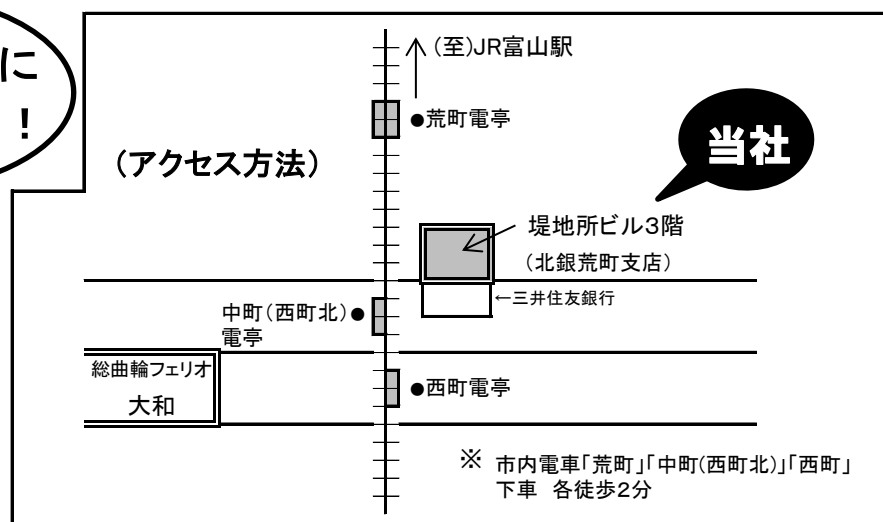 に
!
(至)JR富山駅
●荒町電亭
(アクセス方法)
当社
堤地所ビル3階
(北銀荒町支店)
←三井住友銀行
中町(西町北)●
電亭
総曲輪フェリオ
大和
●西町電亭
※ 市内電車「荒町」「中町(西町北)」「西町」
下車 各徒歩2分